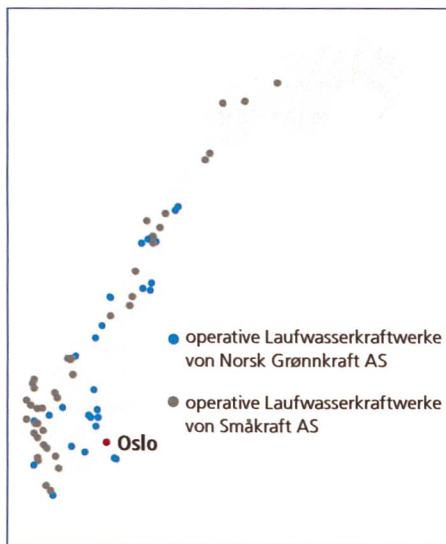 operative Laufwasserkraftwerke
von Norsk Grønnkraft AS
operative Laufwasserkraftwerke
von Småkraft AS
Oslo